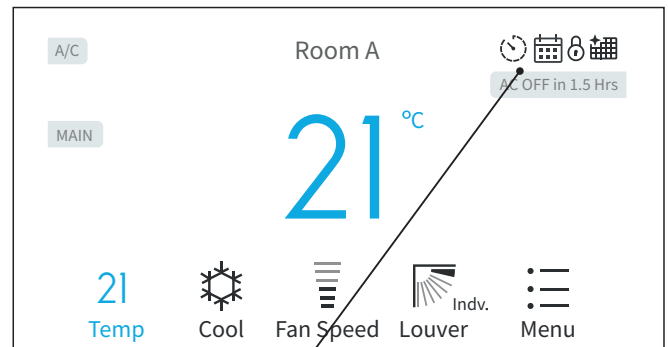 A/C
Room A
AC OFF in 1.5 Hrs
MAIN
21 °C
21
Indv.
Temp
Cool
Fan Speed
Louver
Menu